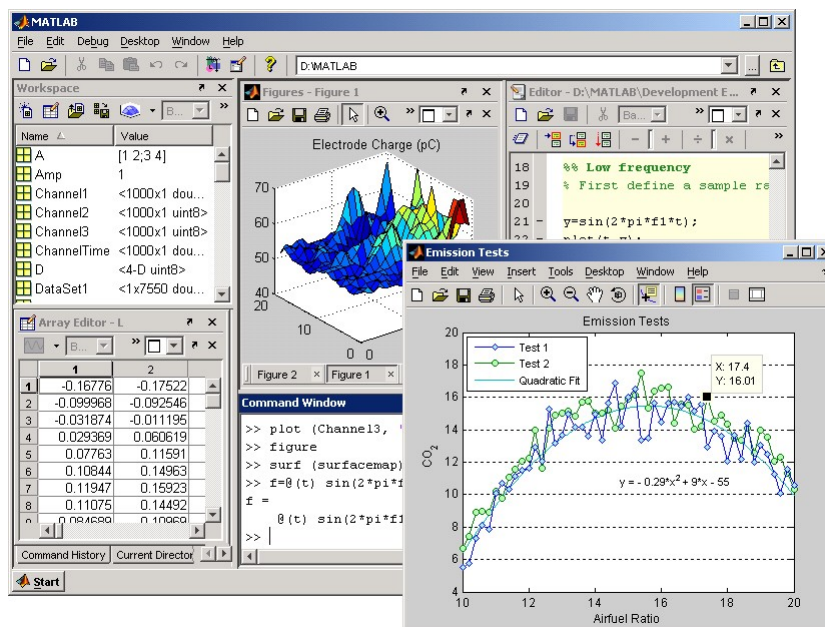 MATLAB
File Edit Debug Desktop Window Help
D:\MATLAB
Workspace
B...
Name Value
A [1 2;3 4]
Amp 1
Channel1 <1000x1 dou...
Channel2 <1000x1 uint8>
Channel3 <1000x1 uint8>
ChannelTime <1000x1 dou...
D <4-D uint8>
DataSet1 <1x7550 dou...
Array Editor - L
B...
1 2
1 -0.16776 -0.17522
2 -0.099968 -0.092546
3 -0.031874 -0.011195
4 0.029369 0.060619
5 0.07763 0.11591
6 0.10844 0.14963
7 0.11947 0.15923
8 0.11075 0.14492
0.084689 0.10969
Command History Current Director
Start
Figures - Figure 1
Electrode Charge (pC)
70
60
50
40
20
10
0 0
Figure 2 Figure 1
Command Window
>> plot (Channel3,
>> figure
>> surf (surfacemap)
>> f=@(t) sin(2*pi*f
f =
@(t) sin(2*pi*f1
>>
Editor - D:\MATLAB\Development E...
Ba...
18 %% Low frequency
19 % First define a sample ra
20
21 - y=sin(2*pi*f1*t);
Emission Tests
File Edit View Insert Tools Desktop Window Help
Emission Tests
Test 1
Test 2
Quadratic Fit
X: 17.4
Y: 16.01
y = - 0.29*x² + 9*x - 55
CO₂
20
18
16
14
12
10
8
6
4
10 12 14 16 18 20
Airfuel Ratio